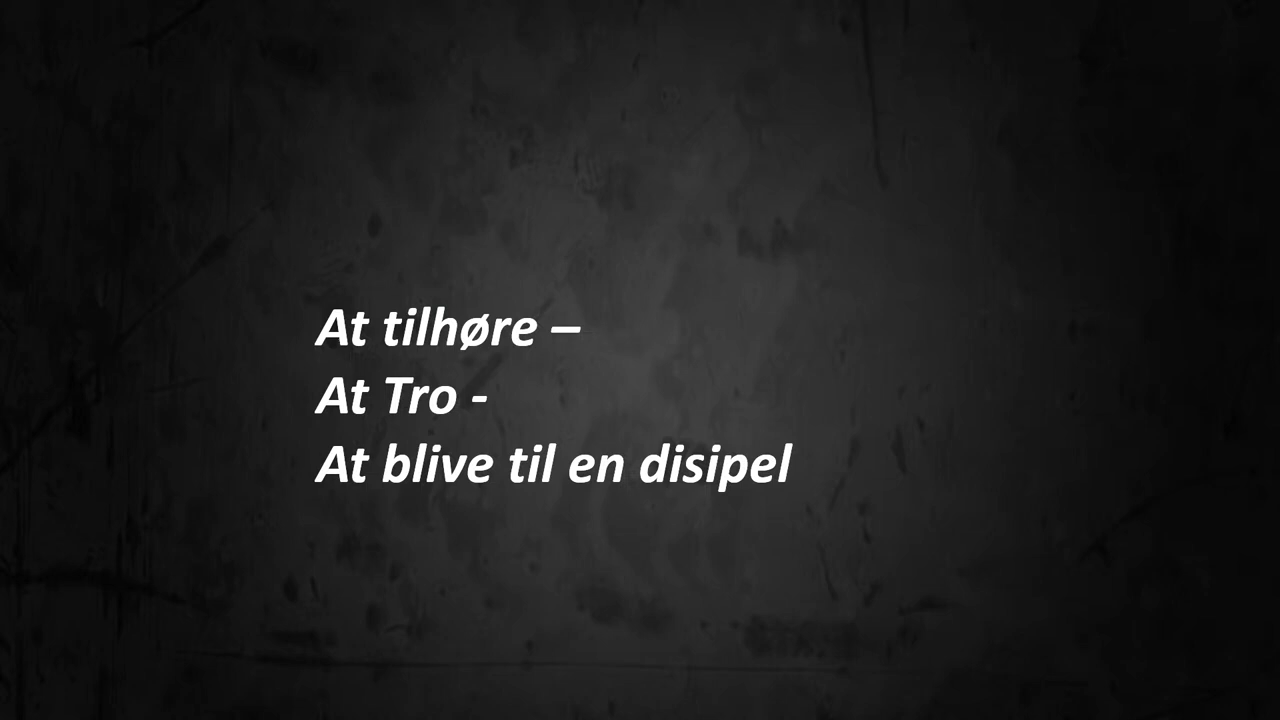 At tilhøre –
At Tro -
At blive til en disipel